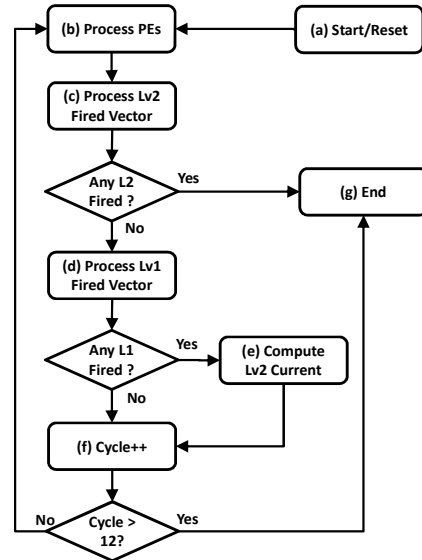 (b) Process PEs
(a) Start/Reset
(c) Process Lv2
Fired Vector
Any L2
Fired ?
Yes
(g) End
No
(d) Process Lv1
Fired Vector
Any L1
Fired ?
Yes
(e) Compute
Lv2 Current
No
(f) Cycle++
No
Cycle >
12?
Yes